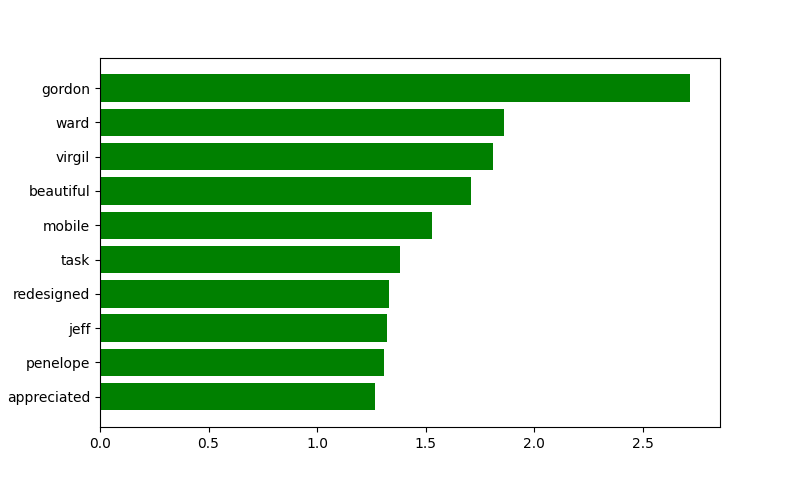 gordon
ward
virgil
beautiful
mobile
task
redesigned
jeff
penelope
appreciated
0.0 0.5 1.0 1.5 2.0 2.5